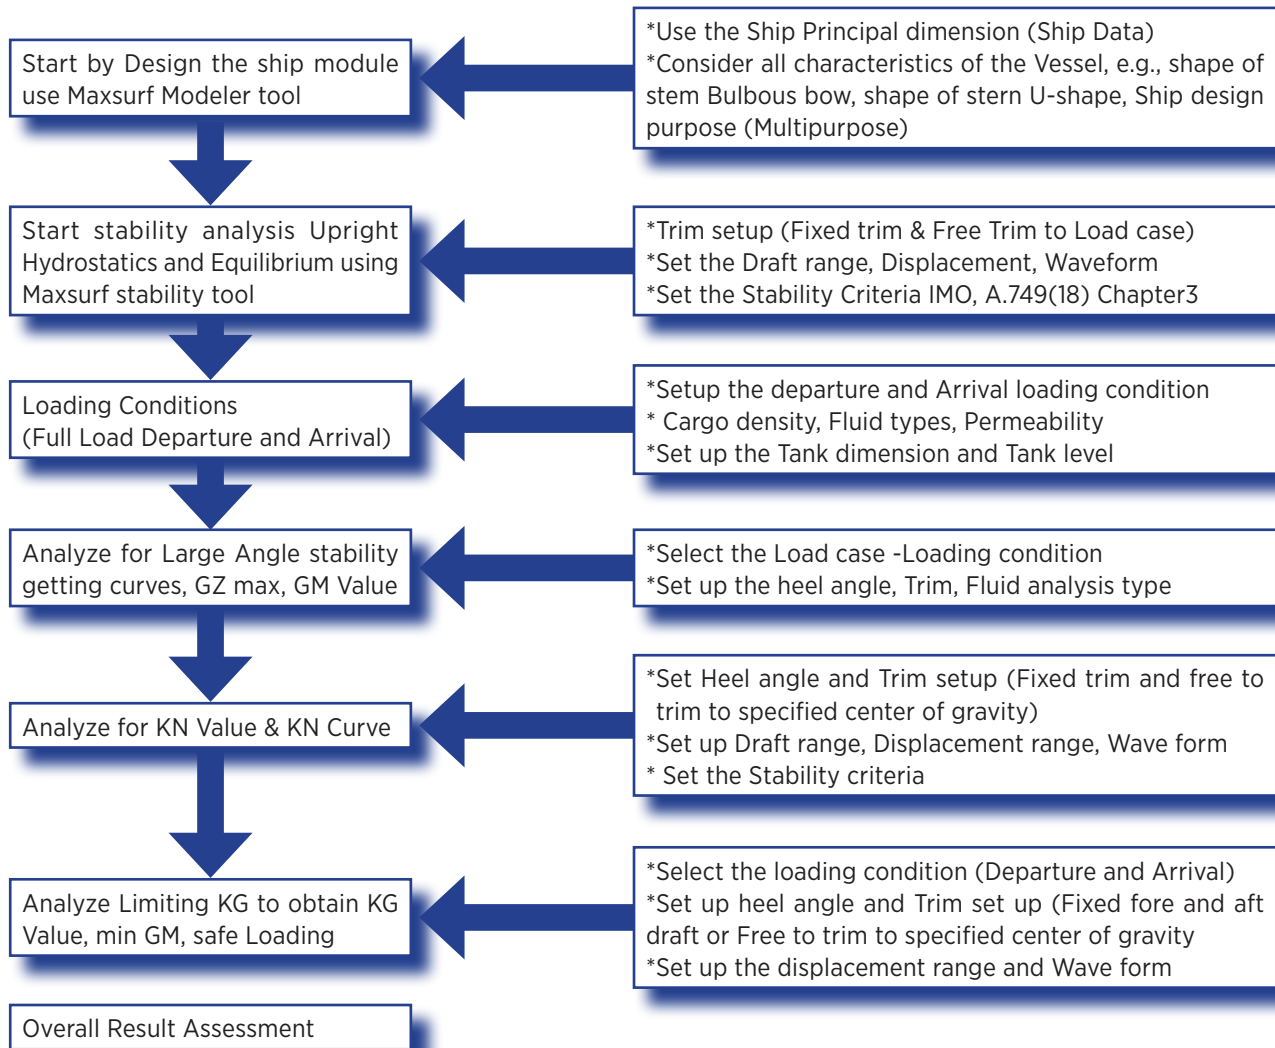 Start by Design the ship module
use Maxsurf Modeler tool
*Use the Ship Principal dimension (Ship Data)
*Consider all characteristics of the Vessel, e.g., shape of
stem Bulbous bow, shape of stern U-shape, Ship design
purpose (Multipurpose)
Start stability analysis Upright
Hydrostatics and Equilibrium using
Maxsurf stability tool
*Trim setup (Fixed trim & Free Trim to Load case)
*Set the Draft range, Displacement, Waveform
*Set the Stability Criteria IMO, A.749(18) Chapter3
Loading Conditions
(Full Load Departure and Arrival)
*Setup the departure and Arrival loading condition
* Cargo density, Fluid types, Permeability
*Set up the Tank dimension and Tank level
Analyze for Large Angle stability
getting curves, GZ max, GM Value
*Select the Load case -Loading condition
*Set up the heel angle, Trim, Fluid analysis type
Analyze for KN Value & KN Curve
*Set Heel angle and Trim setup (Fixed trim and free to
trim to specified center of gravity)
*Set up Draft range, Displacement range, Wave form
* Set the Stability criteria
Analyze Limiting KG to obtain KG
Value, min GM, safe Loading
*Select the loading condition (Departure and Arrival)
*Set up heel angle and Trim set up (Fixed fore and aft
draft or Free to trim to specified center of gravity
*Set up the displacement range and Wave form
Overall Result Assessment